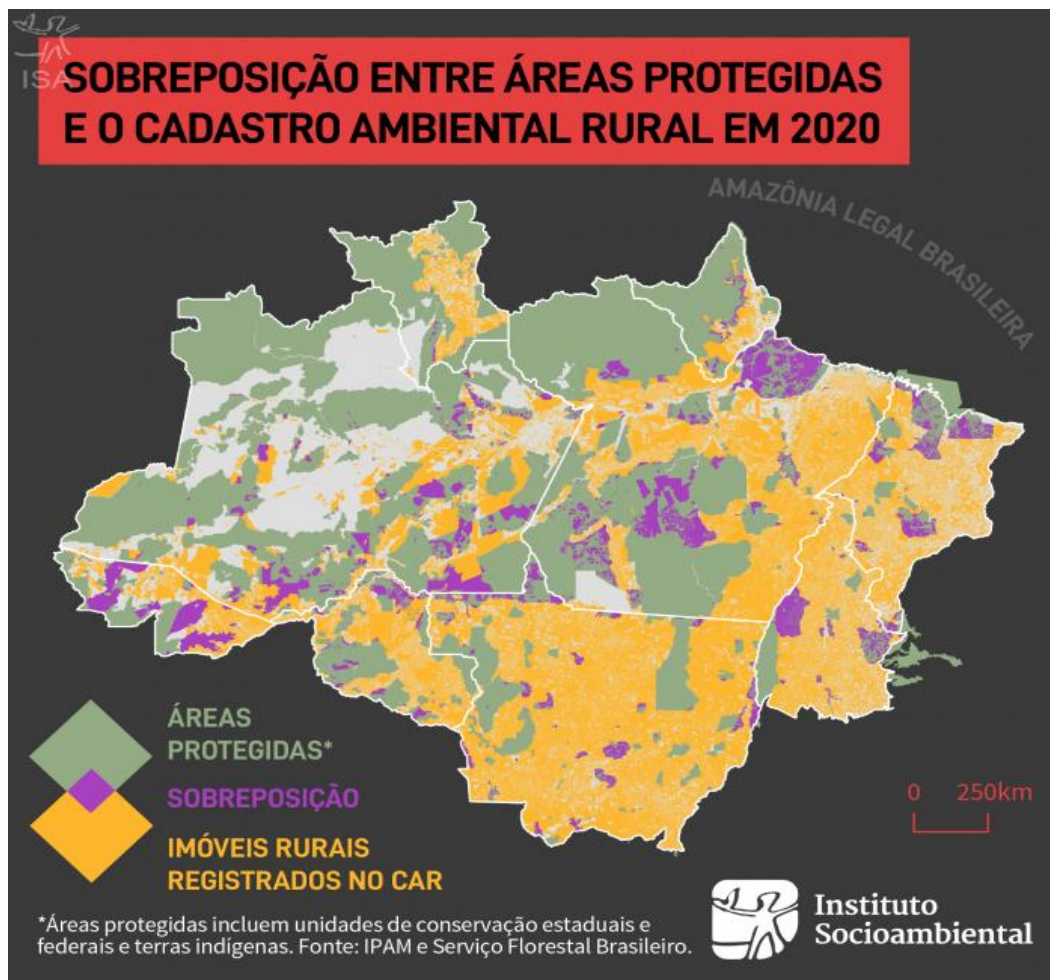 ISA
SOBREPOSIÇÃO ENTRE ÁREAS PROTEGIDAS
E O CADASTRO AMBIENTAL RURAL EM 2020
AMAZÔNIA LEGAL BRASILEIRA
ÁREAS
PROTEGIDAS*
SOBREPOSIÇÃO
IMÓVEIS RURAIS
REGISTRADOS NO CAR
0 250km
*Áreas protegidas incluem unidades de conservação estaduais e
federais e terras indígenas. Fonte: IPAM e Serviço Florestal Brasileiro.
Instituto
Socioambiental